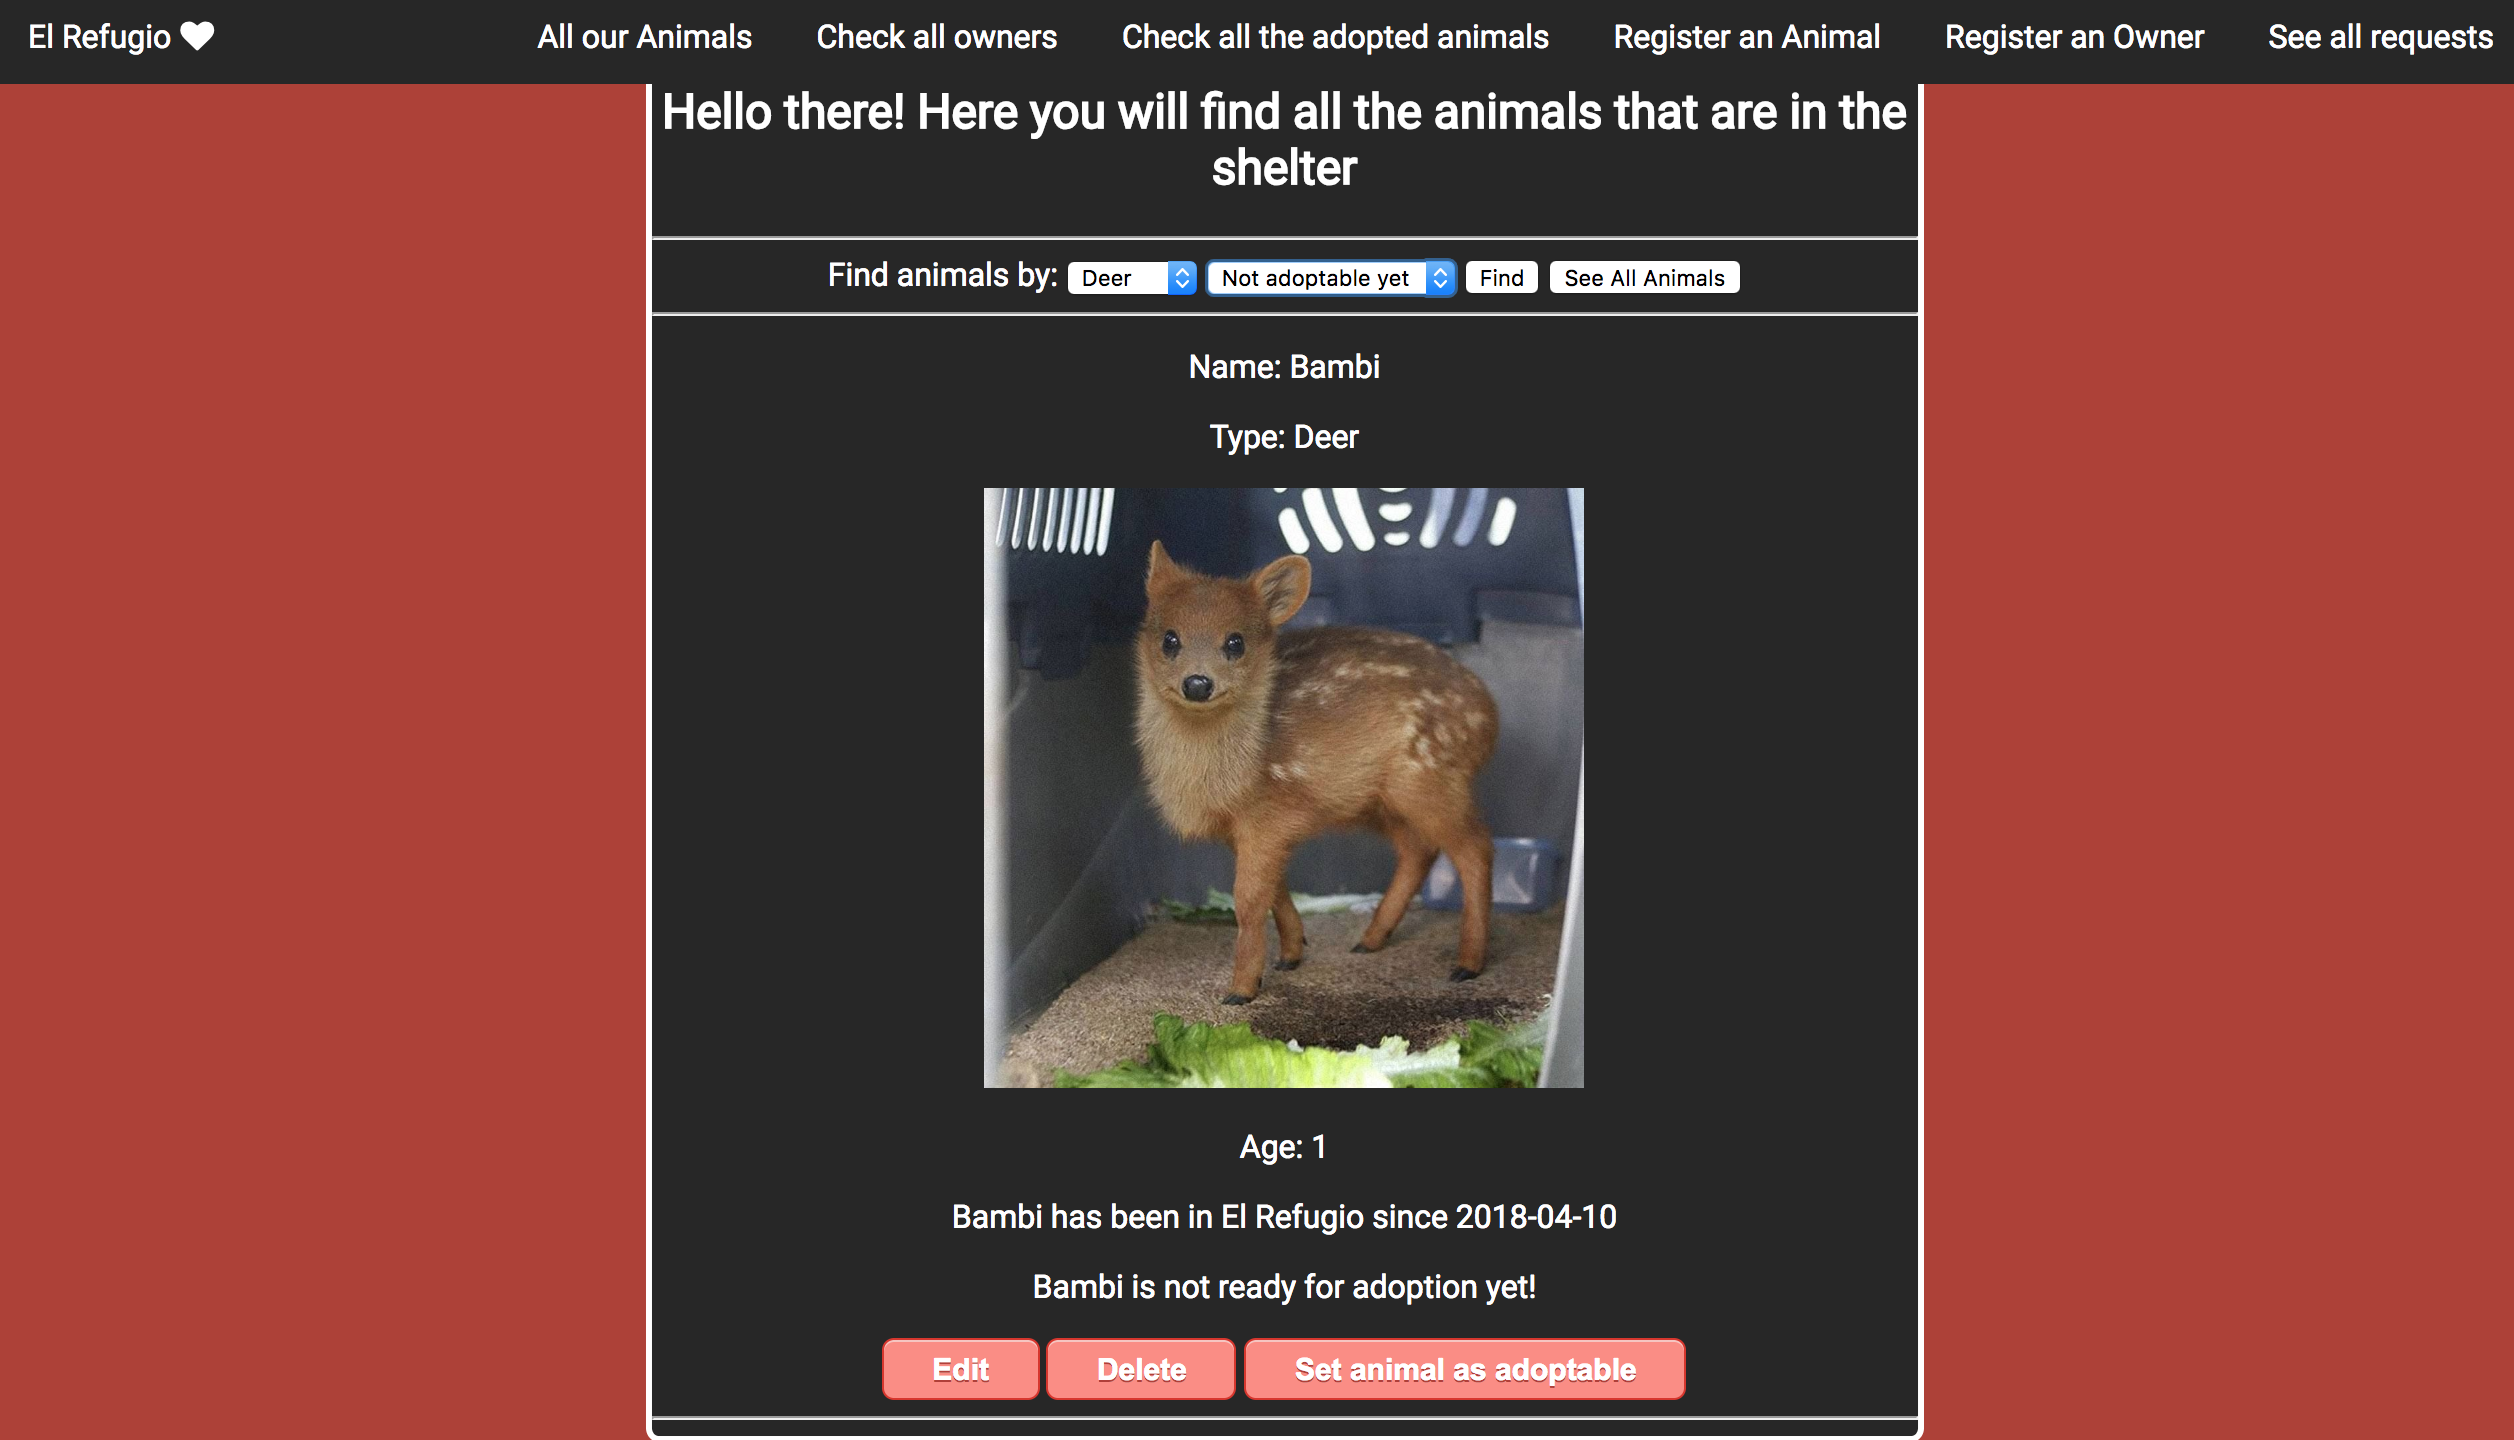 El Refugio All our Animals Check all owners Check all the adopted animals Register an Animal Register an Owner See all requests
Hello there! Here you will find all the animals that are in the
shelter
Find animals by: Deer Not adoptable yet Find See All Animals
Name: Bambi
Type: Deer
Age: 1
Bambi has been in El Refugio since 2018-04-10
Bambi is not ready for adoption yet!
Edit Delete Set animal as adoptable